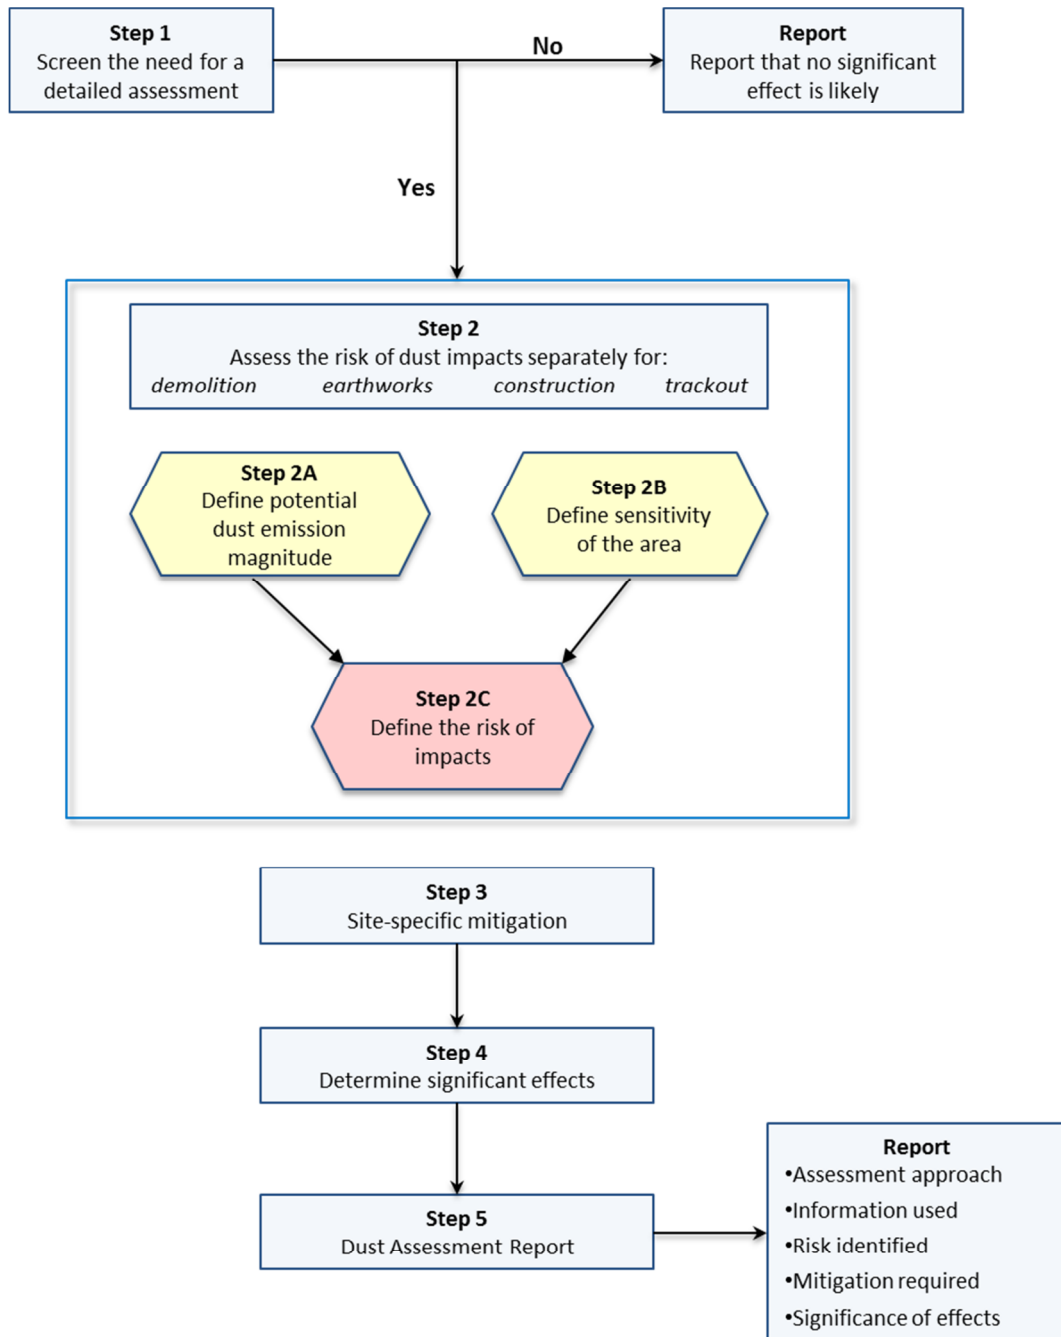 Step 1
Screen the need for a
detailed assessment
No
Report
Report that no significant
effect is likely
Yes
Step 2
Assess the risk of dust impacts separately for:
demolition earthworks construction trackout
Step 2A
Define potential
dust emission
magnitude
Step 2B
Define sensitivity
of the area
Step 2C
Define the risk of
impacts
Step 3
Site-specific mitigation
Step 4
Determine significant effects
Step 5
Dust Assessment Report
Report
•Assessment approach
•Information used
•Risk identified
•Mitigation required
•Significance of effects